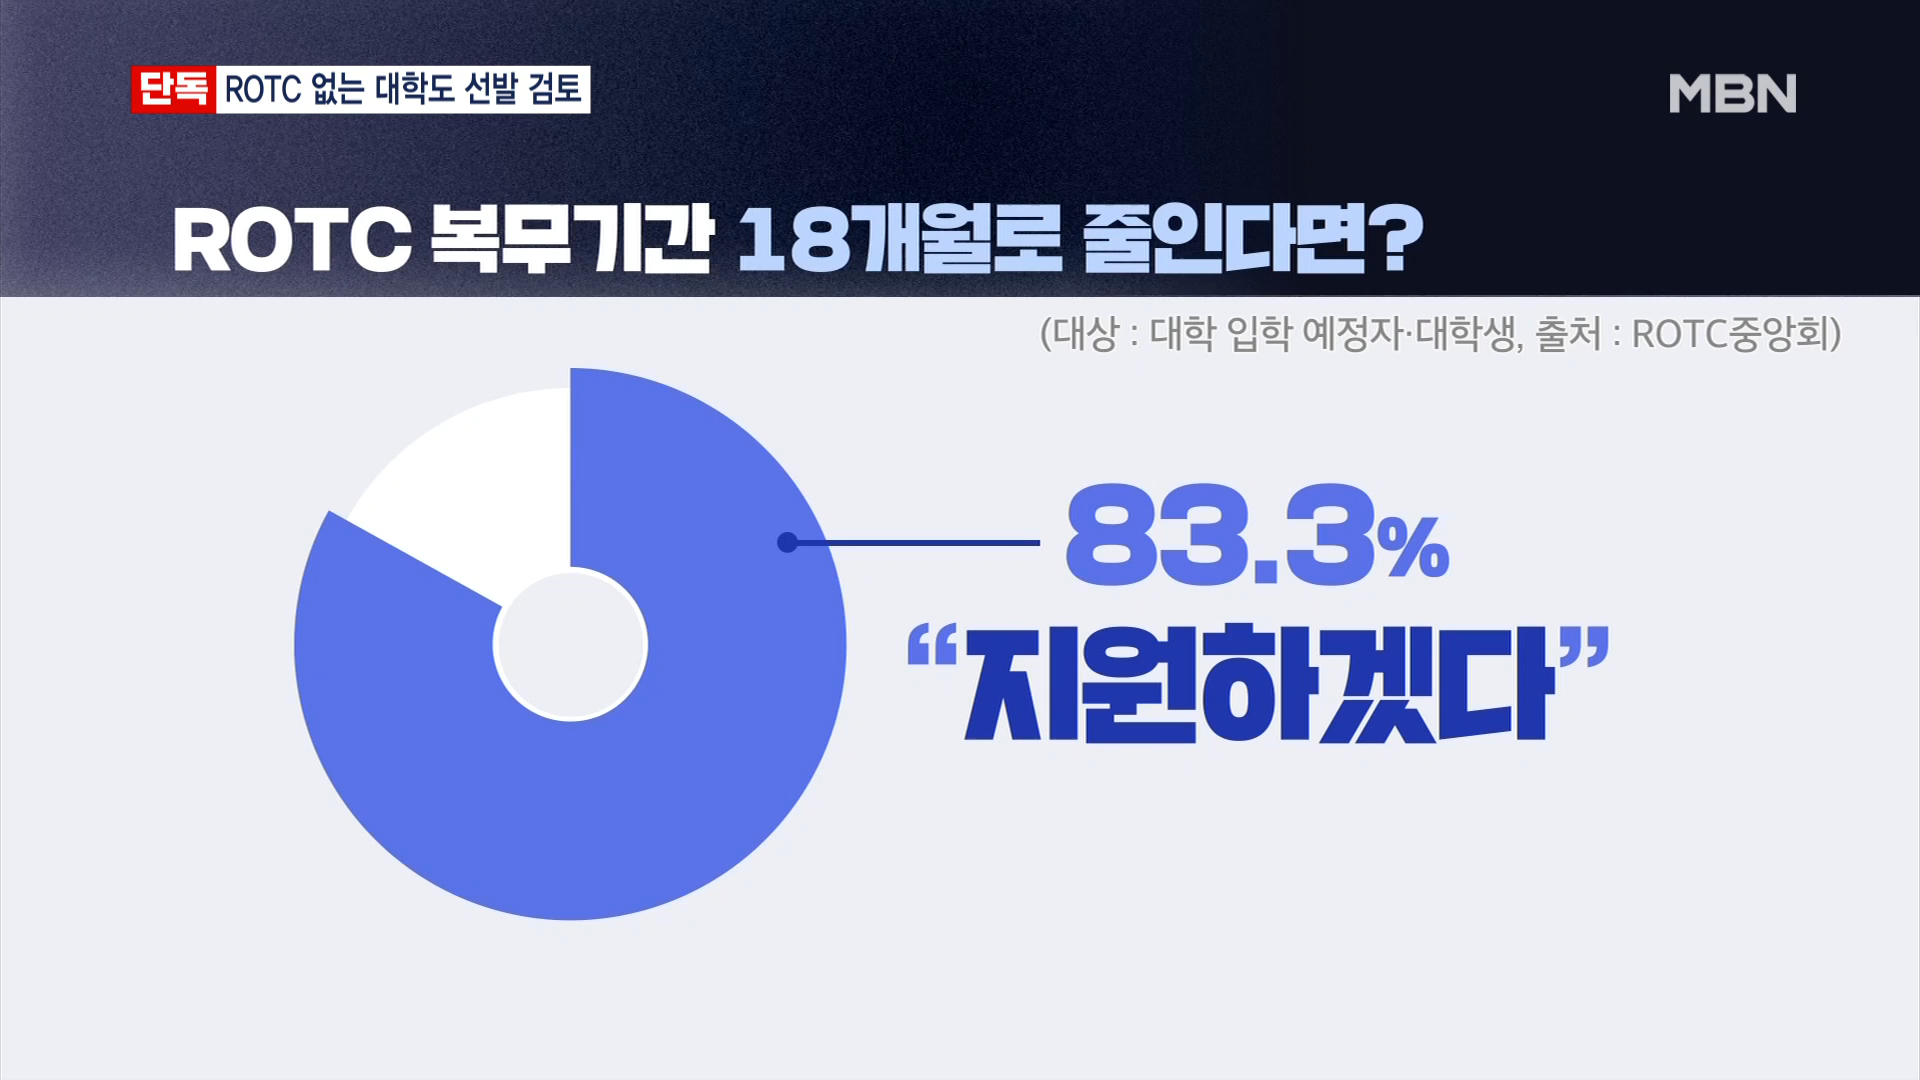 단독 ROTC 없는 대학도 선발 검토
MBN
ROTC 복무기간 18개월로 줄인다면?
(대상 : 대학 입학 예정자·대학생, 출처 : ROTC중앙회)
83.3%
“지원하겠다”